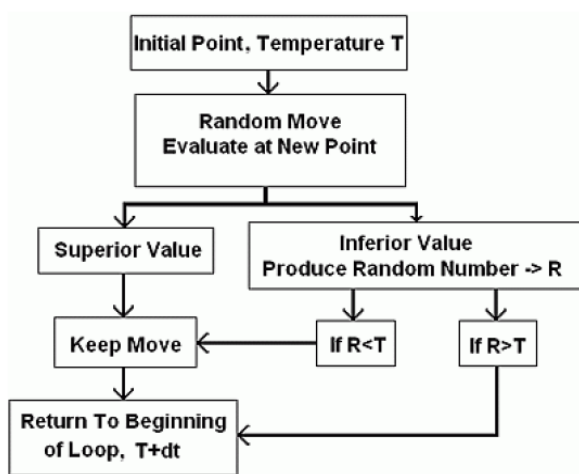 Initial Point, Temperature T
Random Move
Evaluate at New Point
Superior Value
Inferior Value
Produce Random Number -> R
Keep Move
If R<T
If R>T
Return To Beginning
of Loop, T+dt